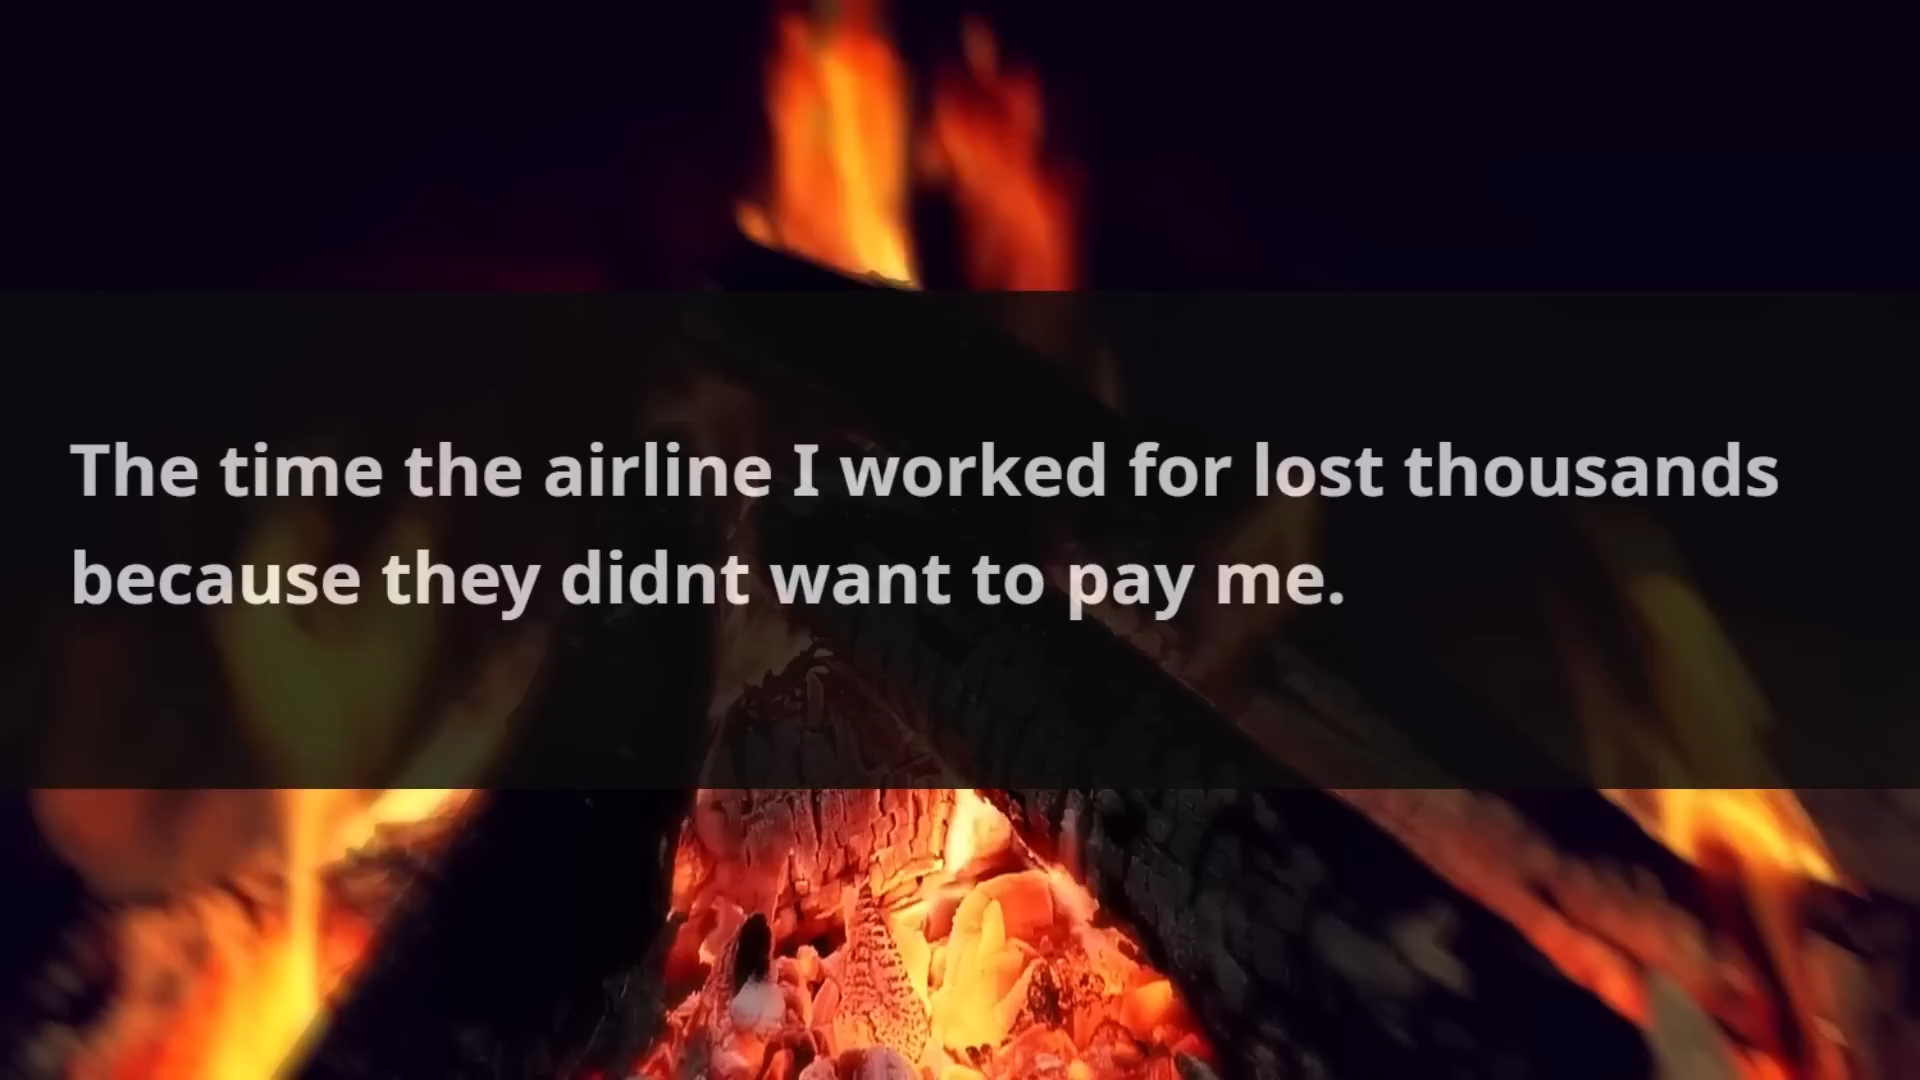 The time the airline I worked for lost thousands
because they didnt want to pay me.